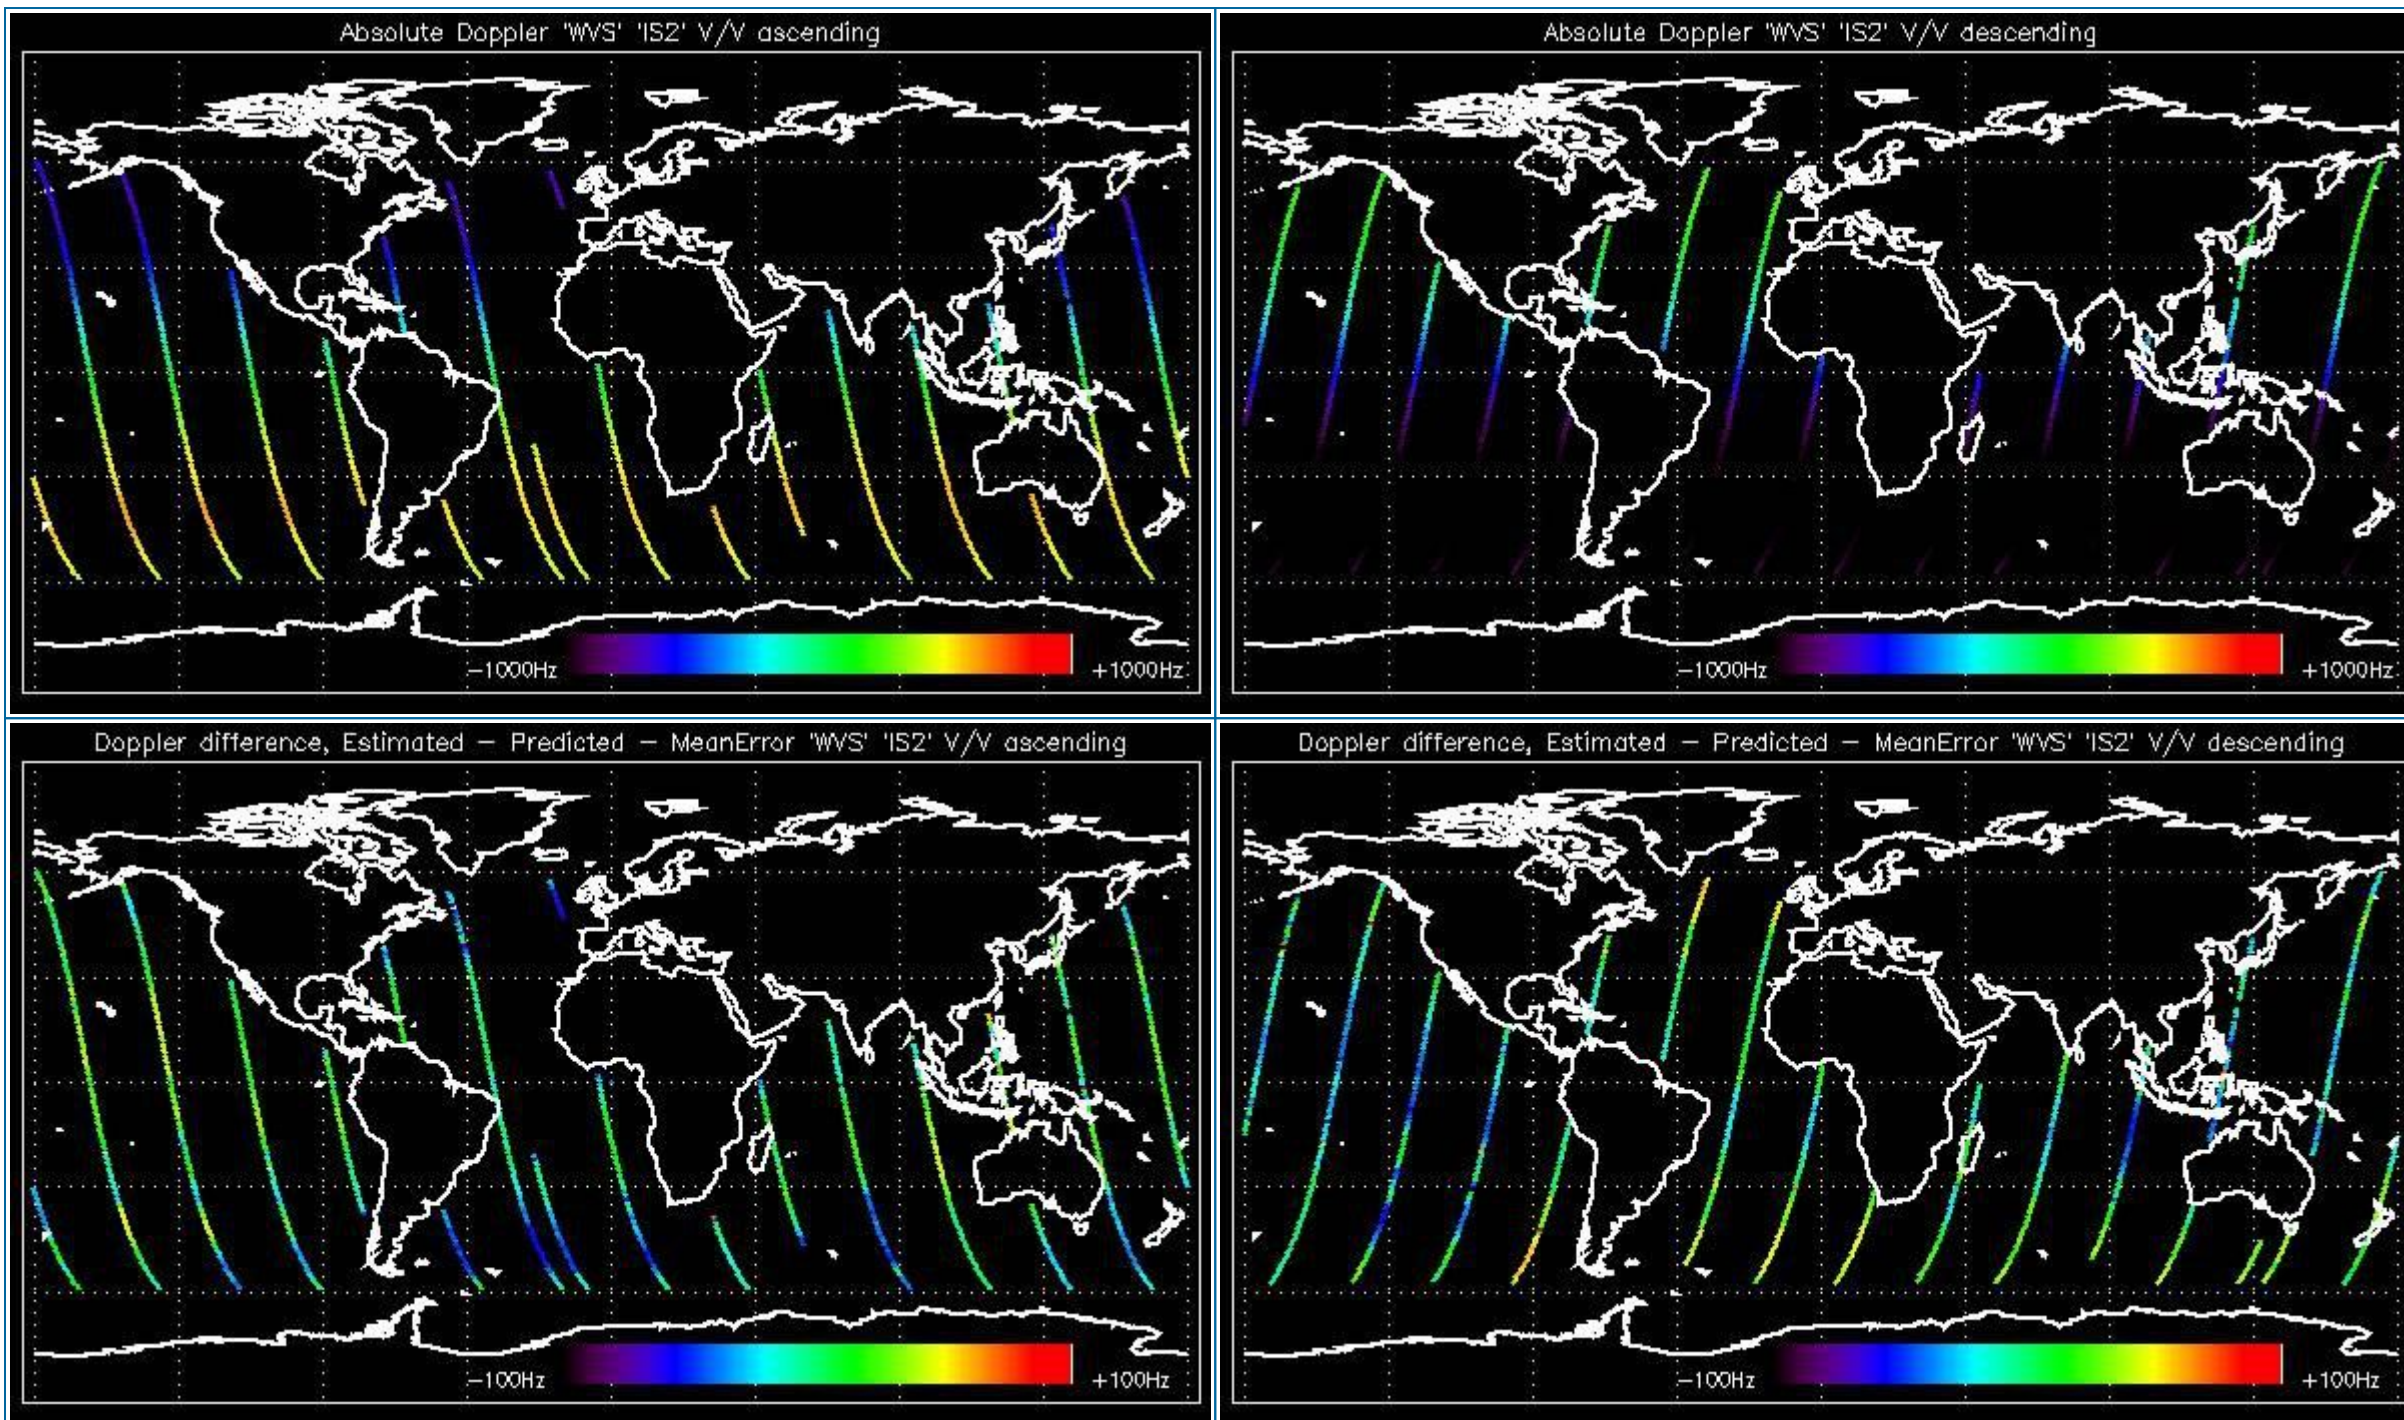 Absolute Doppler 'WVS' 'IS2' V/V ascending
-1000Hz +1000Hz
Absolute Doppler 'WVS' 'IS2' V/V descending
-1000Hz +1000Hz
Doppler difference, Estimated - Predicted - MeanError 'WVS' 'IS2' V/V ascending
-100Hz +100Hz
Doppler difference, Estimated - Predicted - MeanError 'WVS' 'IS2' V/V descending
-100Hz +100Hz